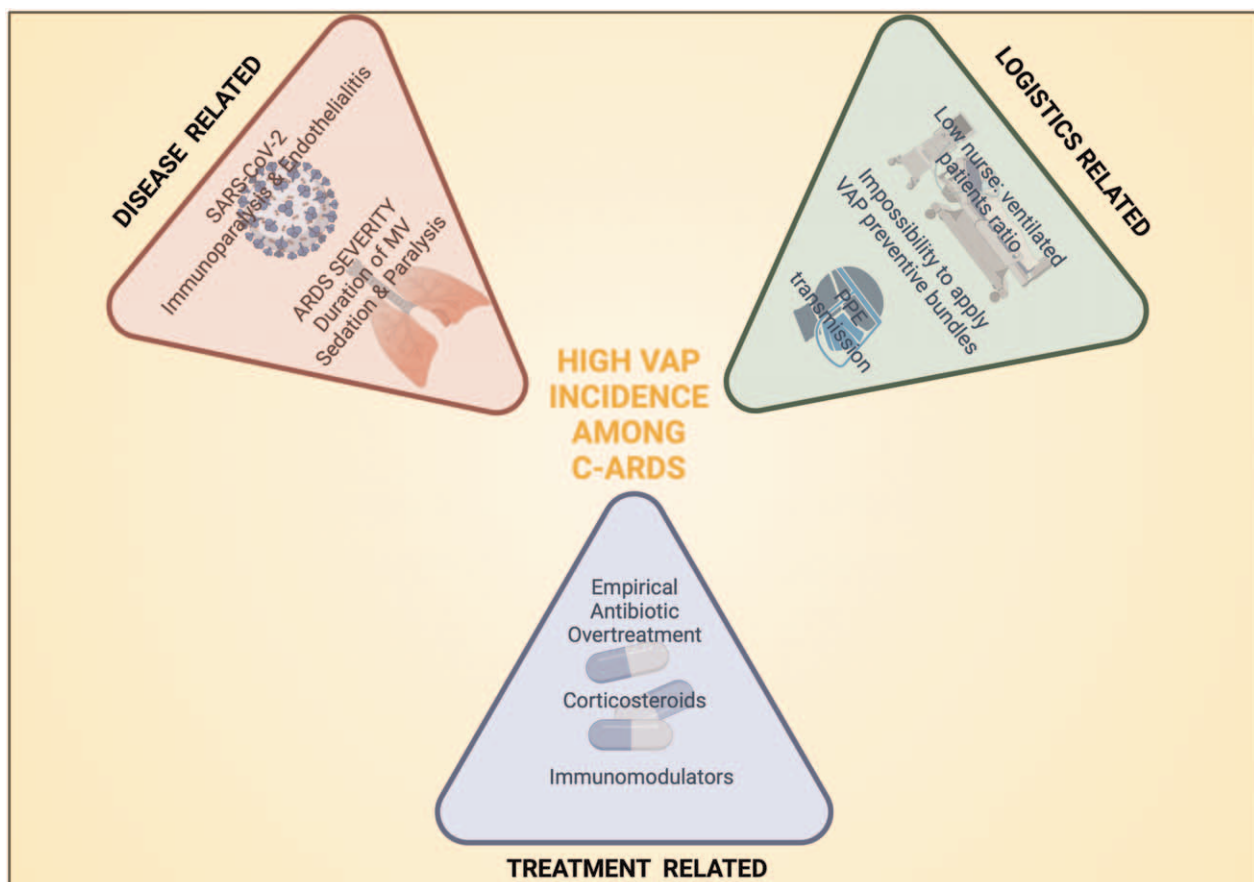 DISEASE RELATED
SARS-CoV-2
Immunoparalysis & Endothelialitis
ARDS SEVERITY
Duration of MV
Sedation & Paralysis
LOGISTICS RELATED
Low nurse: ventilated
patients ratio
Impossibility to apply
VAP preventive bundles
PPE
transmission
HIGH VAP
INCIDENCE
AMONG
C-ARDS
Empirical
Antibiotic
Overtreatment
Corticosteroids
Immunomodulators
TREATMENT RELATED